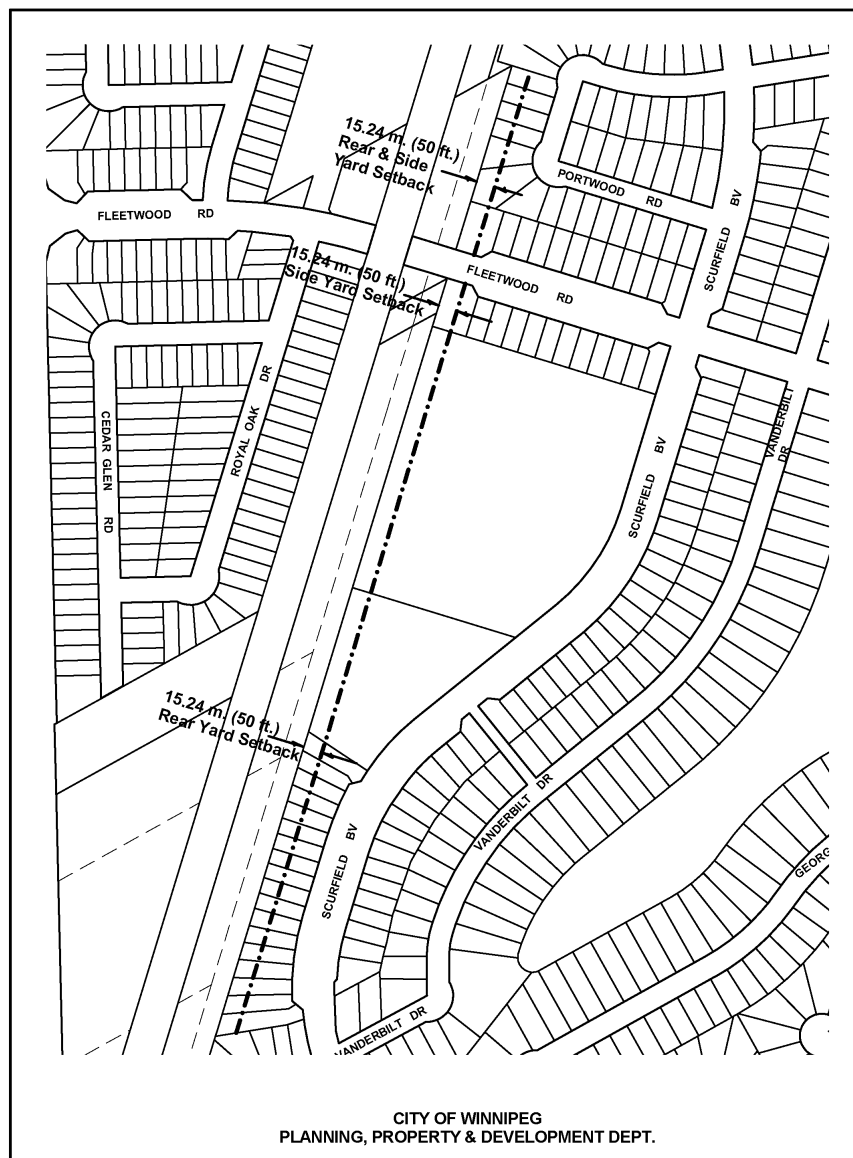 15.24 m. (50 ft.)
Rear & Side
Yard Setback
PORTWOOD RD
SCURFIELD BV
FLEETWOOD RD
15.24 m. (50 ft.)
Side Yard Setback
FLEETWOOD RD
CEDAR GLEN RD
ROYAL OAK DR
VANDERBILT
DR
SCURFIELD BV
15.24 m. (50 ft.)
Rear Yard Setback
VANDERBILT DR
SCURFIELD BV
GEORG
VANDERBILT DR
CITY OF WINNIPEG
PLANNING, PROPERTY & DEVELOPMENT DEPT.